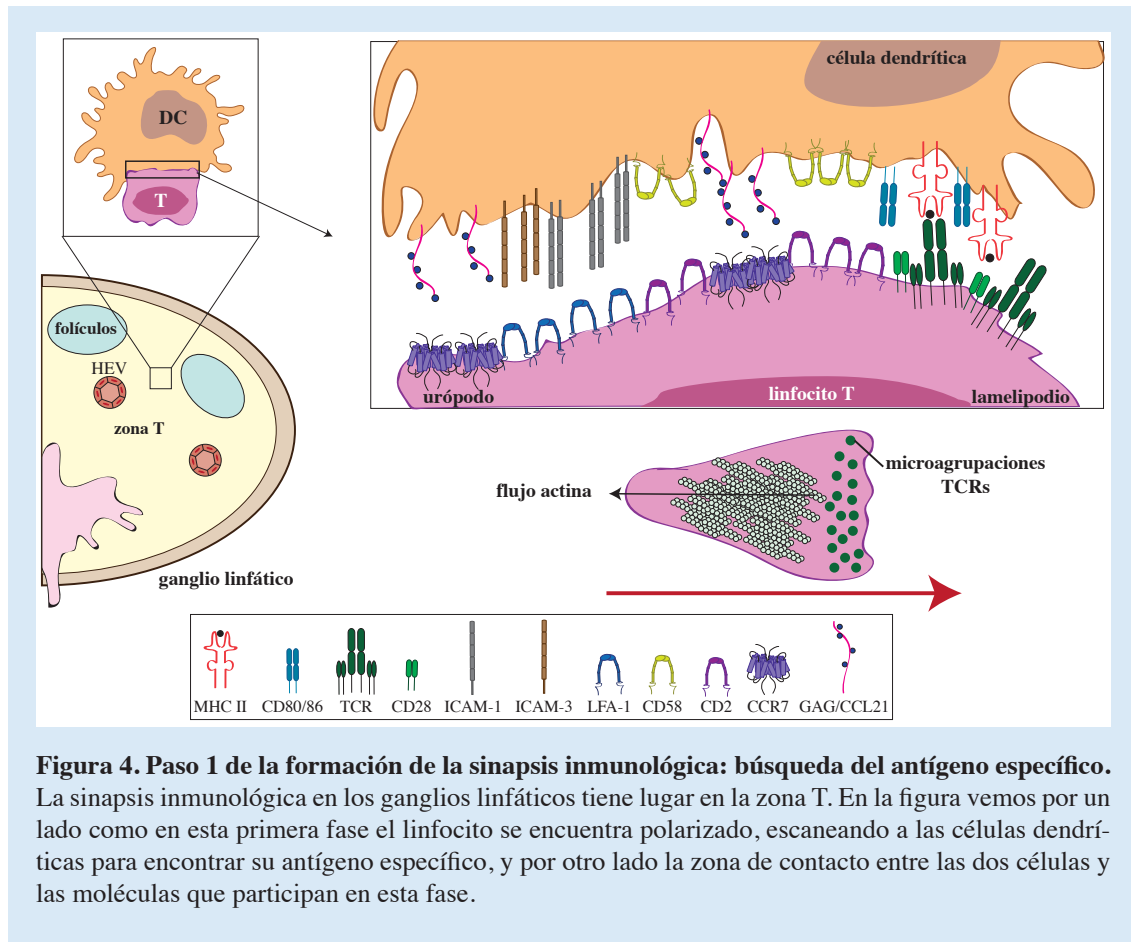 célula dendrítica
DC
T
folículos
HEV
zona T
urópodo
linfocito T
lamelipodio
microagrupaciones
TCRs
flujo actina
ganglio linfático
MHC II CD80/86 TCR CD28 ICAM-1 ICAM-3 LFA-1 CD58 CD2 CCR7 GAG/CCL21
Figura 4. Paso 1 de la formación de la sinapsis inmunológica: búsqueda del antígeno específico.
La sinapsis inmunológica en los ganglios linfáticos tiene lugar en la zona T. En la figura vemos por un
lado como en esta primera fase el linfocito se encuentra polarizado, escaneando a las células dendrí-
ticas para encontrar su antígeno específico, y por otro lado la zona de contacto entre las dos células y
las moléculas que participan en esta fase.